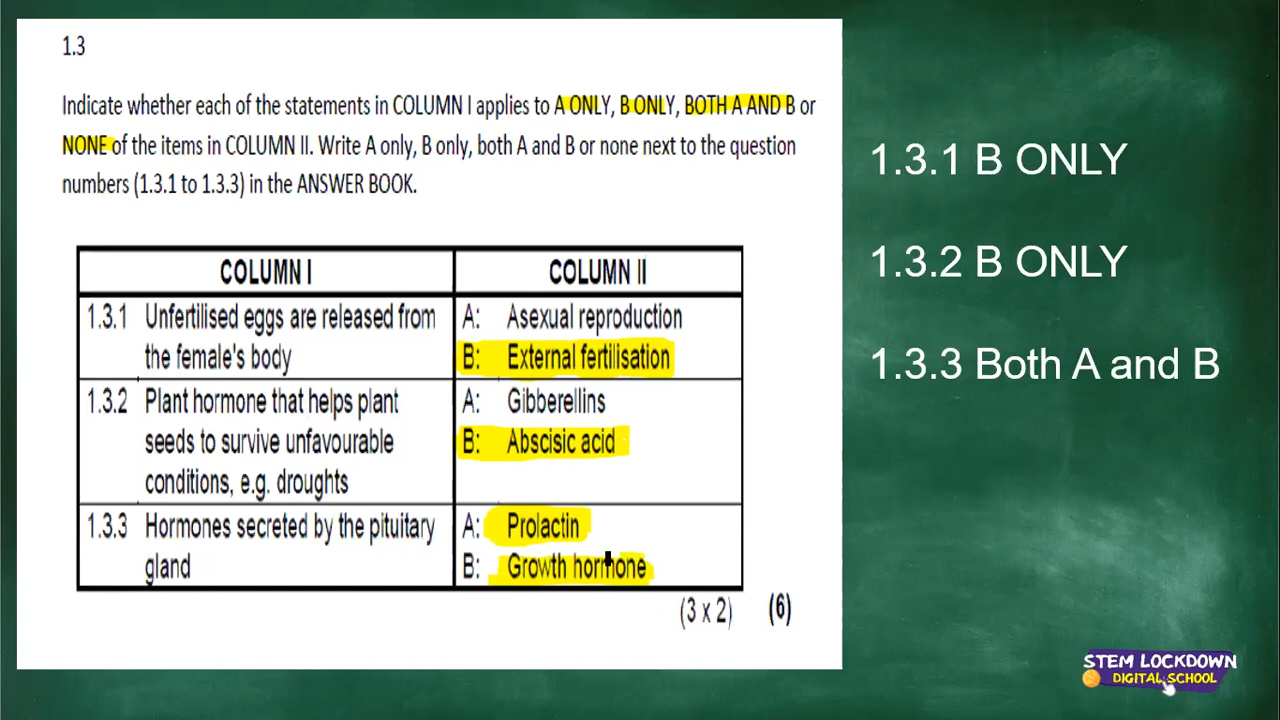 1.3
Indicate whether each of the statements in COLUMN I applies to A ONLY, B ONLY, BOTH A AND B or
NONE of the items in COLUMN II. Write A only, B only, both A and B or none next to the question
numbers (1.3.1 to 1.3.3) in the ANSWER BOOK.
COLUMN I COLUMN II
1.3.1 Unfertilised eggs are released from A: Asexual reproduction
the female's body B: External fertilisation
1.3.2 Plant hormone that helps plant A: Gibberellins
seeds to survive unfavourable B: Abscisic acid
conditions, e.g. droughts
1.3.3 Hormones secreted by the pituitary A: Prolactin
gland B: Growth hormone
(3 x 2) (6)
1.3.1 B ONLY
1.3.2 B ONLY
1.3.3 Both A and B
STEM LOCKDOWN
DIGITAL SCHOOL